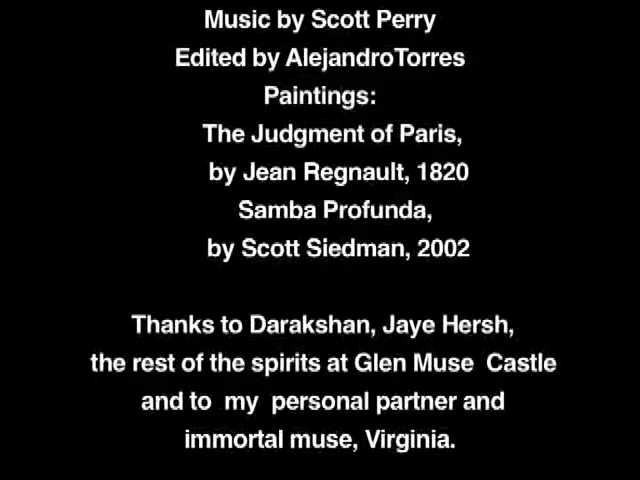 Music by Scott Perry
Edited by AlejandroTorres
Paintings:
The Judgment of Paris,
by Jean Regnault, 1820
Samba Profunda,
by Scott Siedman, 2002
Thanks to Darakshan, Jaye Hersh,
the rest of the spirits at Glen Muse Castle
and to my personal partner and
immortal muse, Virginia.